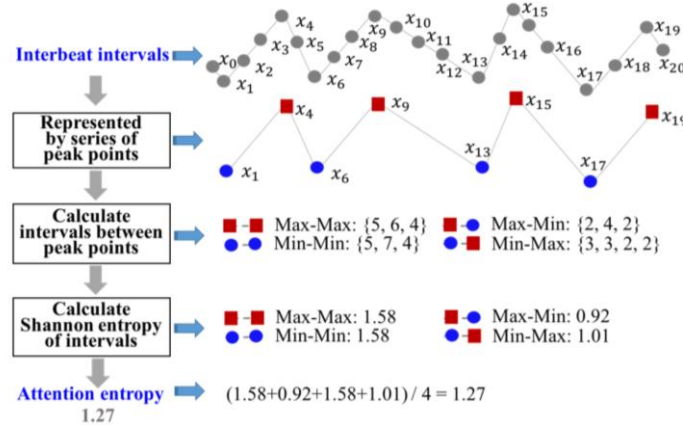 Interbeat intervals
x₀
x₁
x₂
x₃
x₄
x₅
x₆
x₇
x₈
x₉
x₁₀
x₁₁
x₁₂
x₁₃
x₁₄
x₁₅
x₁₆
x₁₇
x₁₈
x₁₉
x₂₀
Represented
by series of
peak points
x₁
x₄
x₆
x₉
x₁₃
x₁₅
x₁₇
x₁₉
Calculate
intervals between
peak points
Max-Max: {5, 6, 4}
Min-Min: {5, 7, 4}
Max-Min: {2, 4, 2}
Min-Max: {3, 3, 2, 2}
Calculate
Shannon entropy
of intervals
Max-Max: 1.58
Min-Min: 1.58
Max-Min: 0.92
Min-Max: 1.01
Attention entropy
1.27
(1.58+0.92+1.58+1.01) / 4 = 1.27